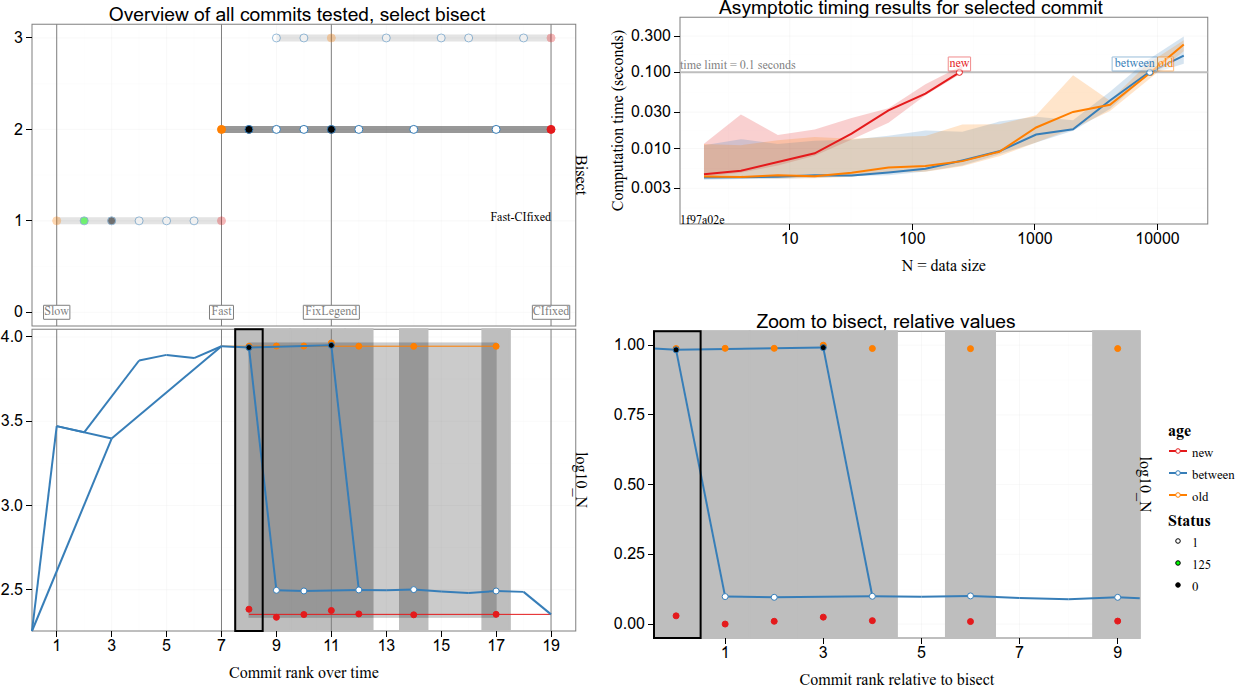 Overview of all commits tested, select bisect
3
2
1
0
Bisect
Fast-CIfixed
Slow
Fast
FixLegend
CIfixed
4.0
3.5
3.0
2.5
log10_N
1
3
5
7
9
11
13
15
17
19
Commit rank over time
Asymptotic timing results for selected commit
Computation time (seconds)
0.300
0.100
0.030
0.010
0.003
time limit = 0.1 seconds
new
between
old
1f97a02e
10
100
1000
10000
N = data size
Zoom to bisect, relative values
1.00
0.75
0.50
0.25
0.00
log10_N
1
3
5
7
9
Commit rank relative to bisect
age
new
between
old
Status
1
125
0